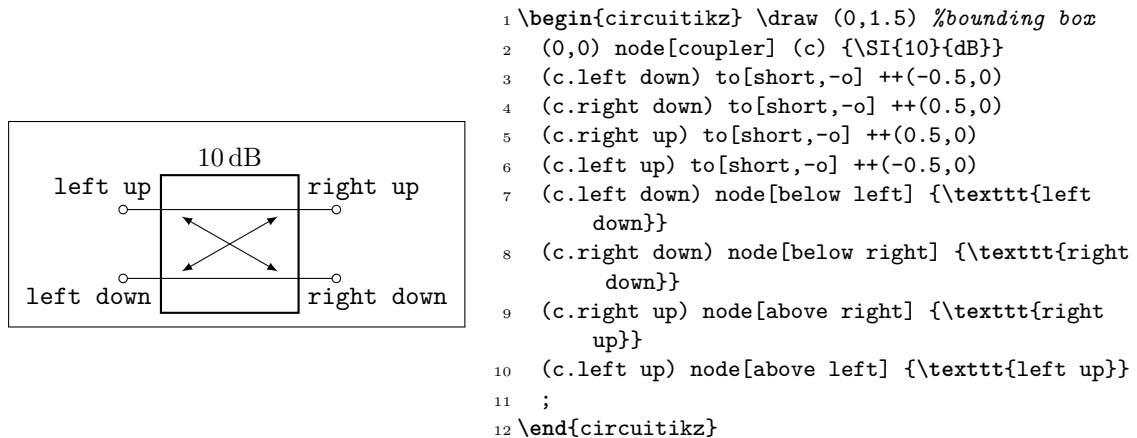 10 dB
left up
right up
left down
right down
1 \begin{circuitikz} \draw (0,1.5) %bounding box
2 (0,0) node[coupler] (c) {\SI{10}{dB}}
3 (c.left down) to[short,-o] ++(-0.5,0)
4 (c.right down) to[short,-o] ++(0.5,0)
5 (c.right up) to[short,-o] ++(0.5,0)
6 (c.left up) to[short,-o] ++(-0.5,0)
7 (c.left down) node[below left] {\texttt{left
down}}
8 (c.right down) node[below right] {\texttt{right
down}}
9 (c.right up) node[above right] {\texttt{right
up}}
10 (c.left up) node[above left] {\texttt{left up}}
11 ;
12 \end{circuitikz}